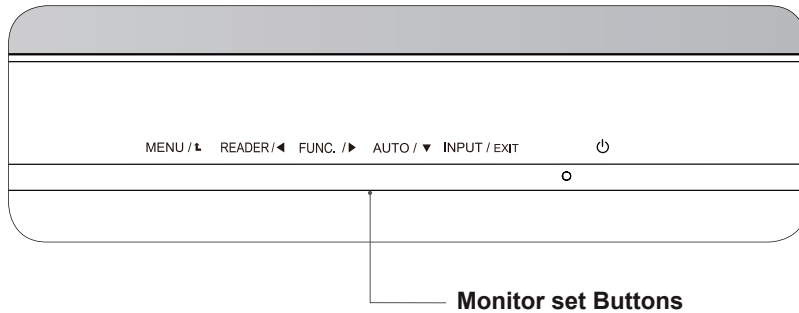 MENU / ⮤ READER / ◀ FUNC. / ▶ AUTO / ▼ INPUT / EXIT ⏻
Monitor set Buttons